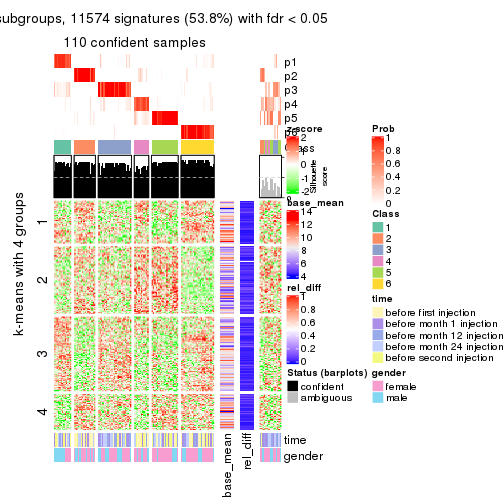 subgroups, 11574 signatures (53.8%) with fdr < 0.05
110 confident samples
p1
p2
p3
p4
p5
p6
Class
Silhouette
score
k-means with 4 groups
1
2
3
4
base_mean
rel_diff
time
gender
z-score
2
1
0
-1
-2
base_mean
14
12
10
8
6
4
rel_diff
1
0.8
0.6
0.4
0.2
0
Status (barplots)
confident
ambiguous
Prob
1
0.8
0.6
0.4
0.2
0
Class
1
2
3
4
5
6
time
before first injection
before month 1 injection
before month 12 injection
before month 24 injection
before second injection
gender
female
male